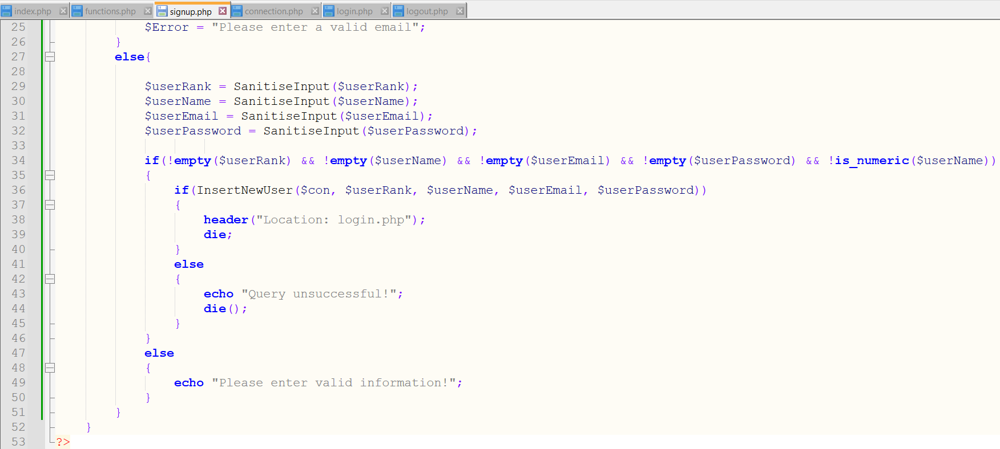 index.php functions.php signup.php connection.php login.php logout.php
25 $Error = "Please enter a valid email";
26 }
27 else{
28
29 $userRank = SanitiseInput($userRank);
30 $userName = SanitiseInput($userName);
31 $userEmail = SanitiseInput($userEmail);
32 $userPassword = SanitiseInput($userPassword);
33
34 if(!empty($userRank) && !empty($userName) && !empty($userEmail) && !empty($userPassword) && !is_numeric($userName))
35 {
36 if(InsertNewUser($con, $userRank, $userName, $userEmail, $userPassword))
37 {
38 header("Location: login.php");
39 die;
40 }
41 else
42 {
43 echo "Query unsuccessful!";
44 die();
45 }
46 }
47 else
48 {
49 echo "Please enter valid information!";
50 }
51 }
52 }
53 ?>